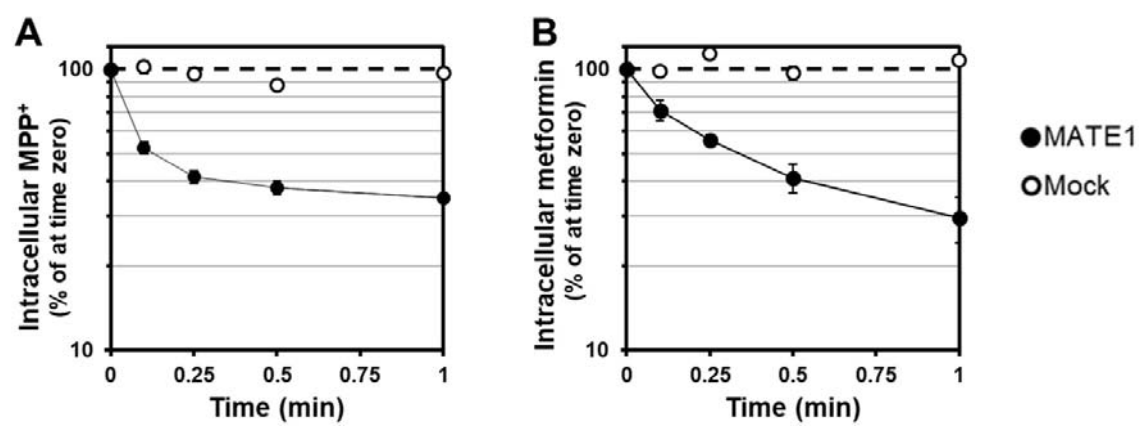 A
Intracellular MPP+
(% of at time zero)
100
10
0 0.25 0.5 0.75 1
Time (min)
B
Intracellular metformin
(% of at time zero)
100
10
0 0.25 0.5 0.75 1
Time (min)
MATE1
Mock